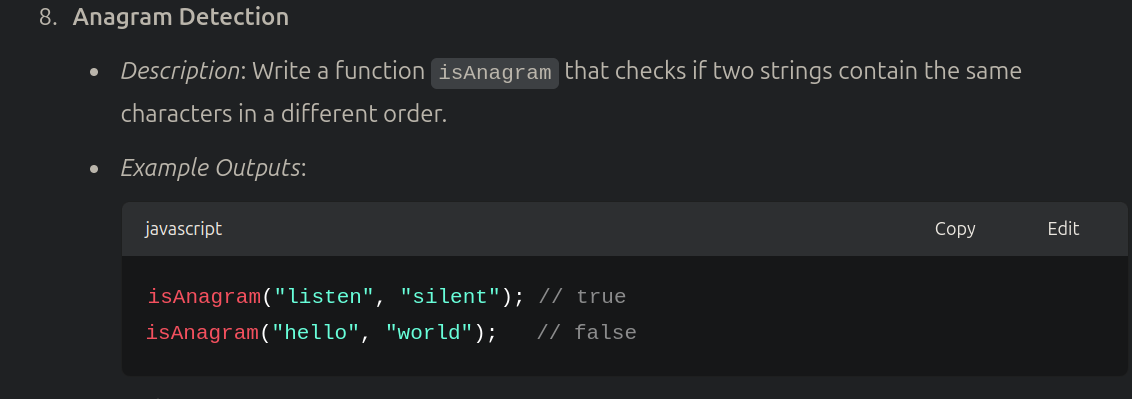 8. Anagram Detection
• Description: Write a function isAnagram that checks if two strings contain the same
characters in a different order.
• Example Outputs:
javascript Copy Edit
isAnagram("listen", "silent"); // true
isAnagram("hello", "world");   // false